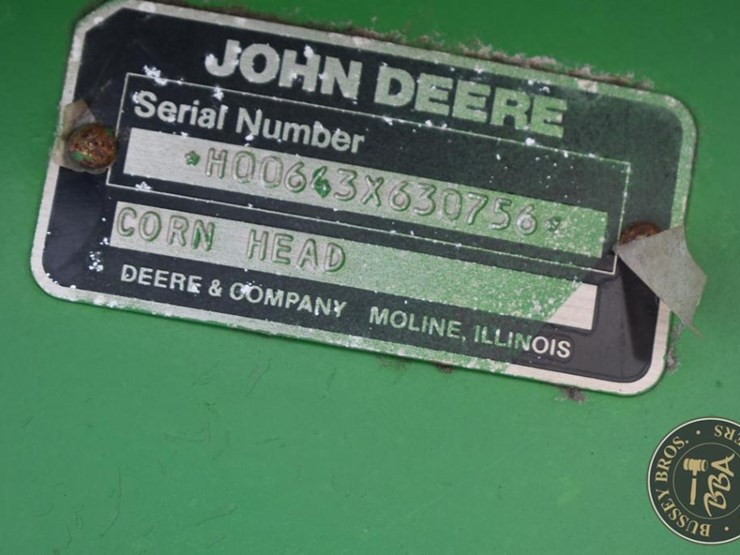 JOHN DEERE
Serial Number
*H00643X630756*
CORN HEAD
DEERE & COMPANY MOLINE, ILLINOIS
BUSSEY BROS.
BBA